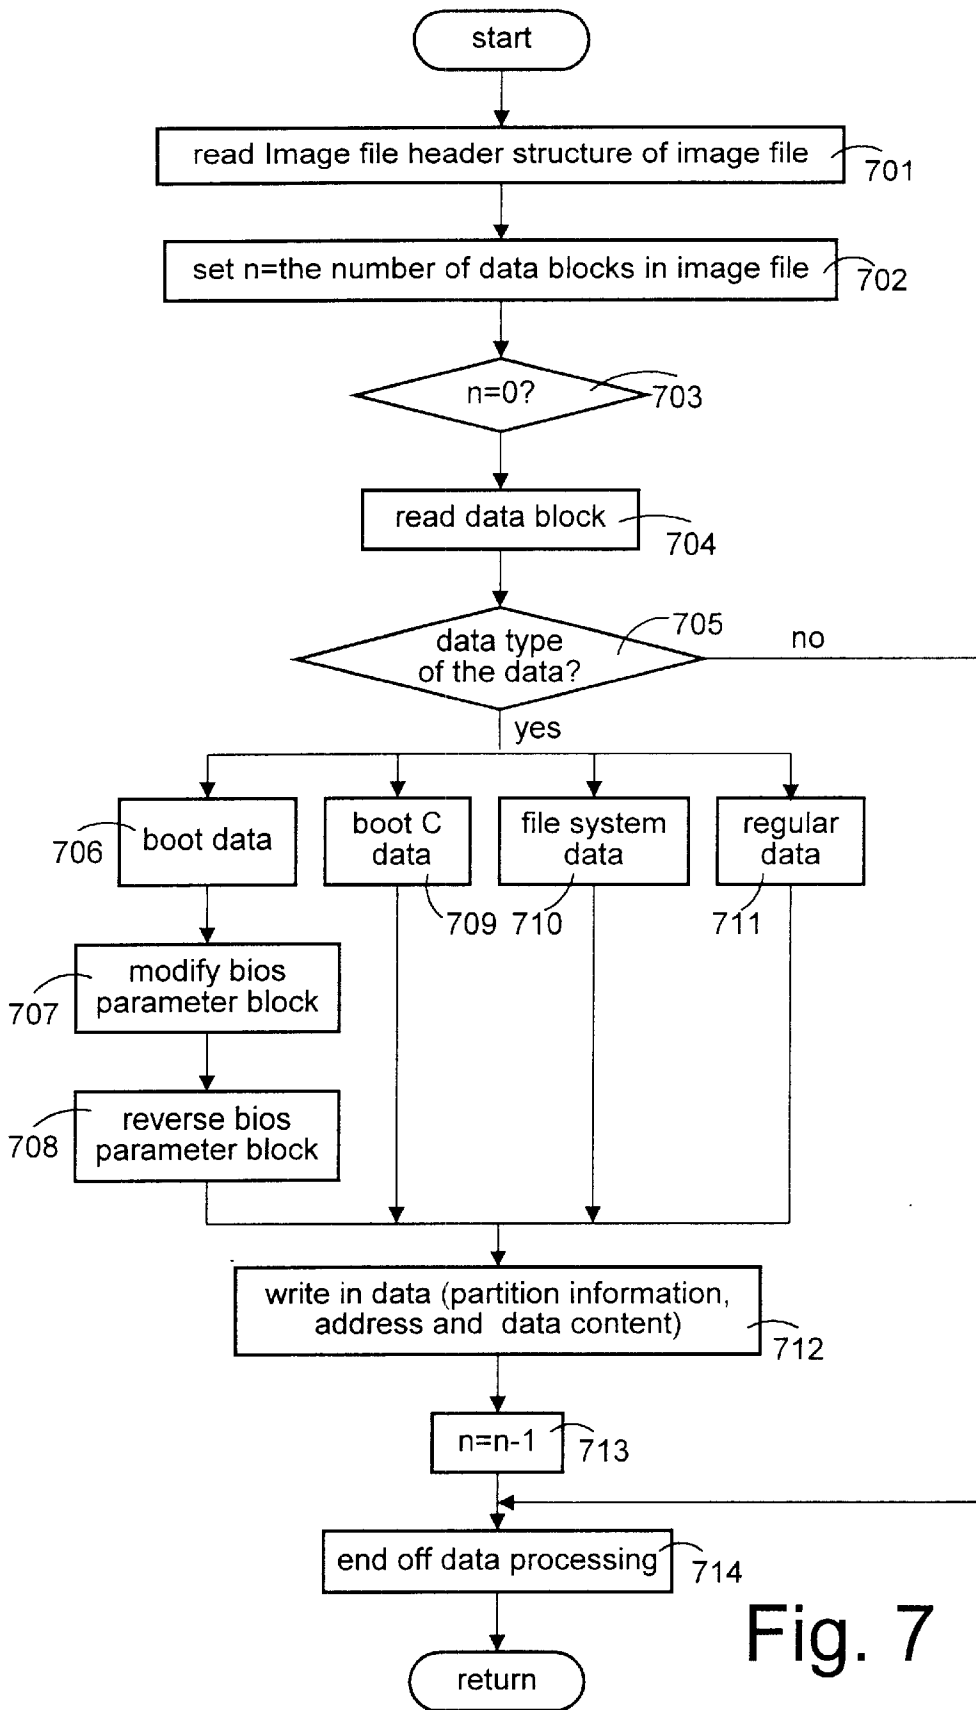 start
read Image file header structure of image file
701
set n=the number of data blocks in image file
702
n=0?
703
read data block
704
data type
of the data?
705
no
yes
706
boot data
boot C
data
709
file system
data
710
regular
data
711
modify bios
parameter block
707
reverse bios
parameter block
708
write in data (partition information,
address and data content)
712
n=n-1
713
end off data processing
714
return
Fig. 7